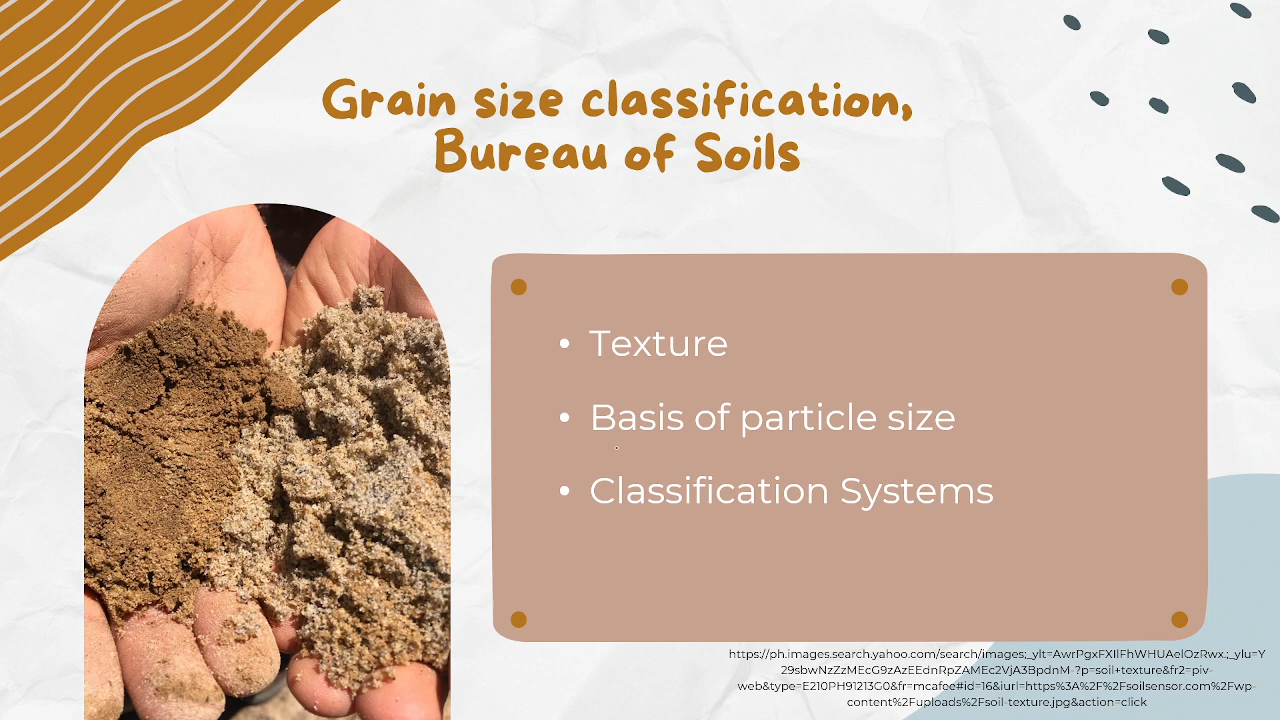 Grain size classification,
Bureau of Soils
• Texture
• Basis of particle size
• Classification Systems
https://ph.images.search.yahoo.com/search/images;_ylt=AwrPgxFXIlFhWHUAelOzRwx.;_ylu=Y
29sbwNzZzMEcG9zAzEEdnRpZAMEc2VjA3BpdnM-?p=soil+texture&fr2=piv-
web&type=E210PH91213G0&fr=mcafee#id=16&iurl=https%3A%2F%2Fsoilsensor.com%2Fwp-
content%2Fuploads%2Fsoil-texture.jpg&action=click